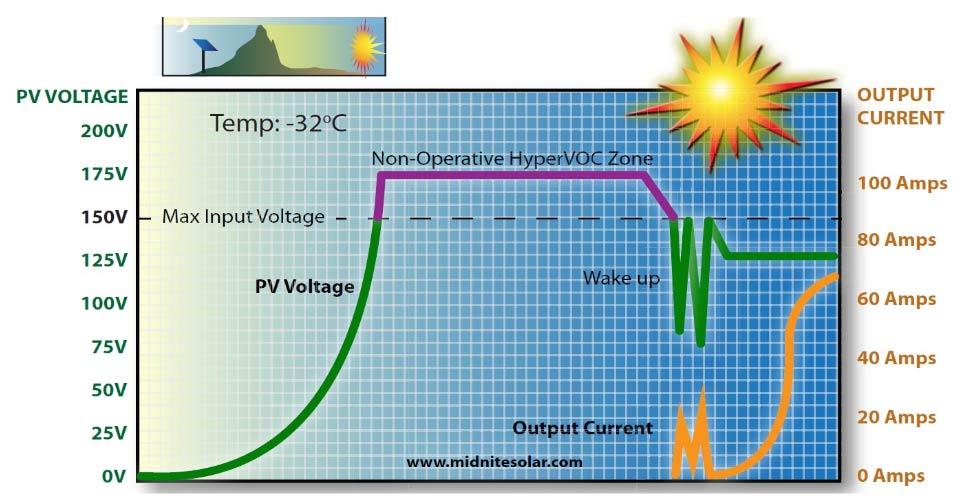 PV VOLTAGE
200V
175V
150V
125V
100V
75V
50V
25V
0V
Temp: -32ºC
Non-Operative HyperVOC Zone
Max Input Voltage
PV Voltage
Wake up
Output Current
www.midnitesolar.com
OUTPUT
CURRENT
100 Amps
80 Amps
60 Amps
40 Amps
20 Amps
0 Amps